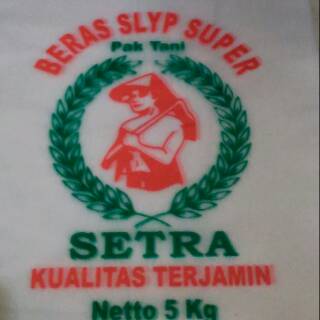 BERAS SLYP SUPER
Pak Tani
SETRA
KUALITAS TERJAMIN
Netto 5 Kg